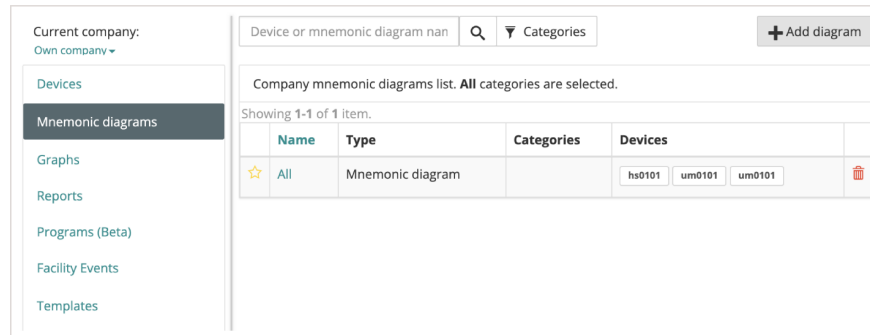 Current company:
Own company
Device or mnemonic diagram nan
Categories
Add diagram
Devices
Mnemonic diagrams
Graphs
Reports
Programs (Beta)
Facility Events
Templates
Company mnemonic diagrams list. All categories are selected.
Showing 1-1 of 1 item.
Name Type Categories Devices
All Mnemonic diagram hs0101 um0101 um0101